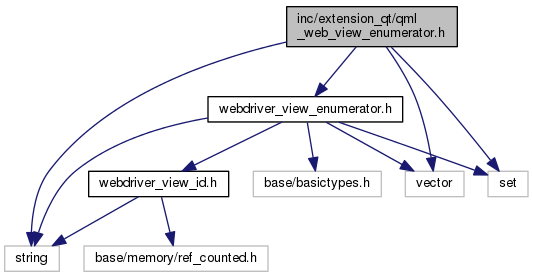 inc/extension_qt/qml
_web_view_enumerator.h
webdriver_view_enumerator.h
webdriver_view_id.h
base/basictypes.h
vector
set
string
base/memory/ref_counted.h